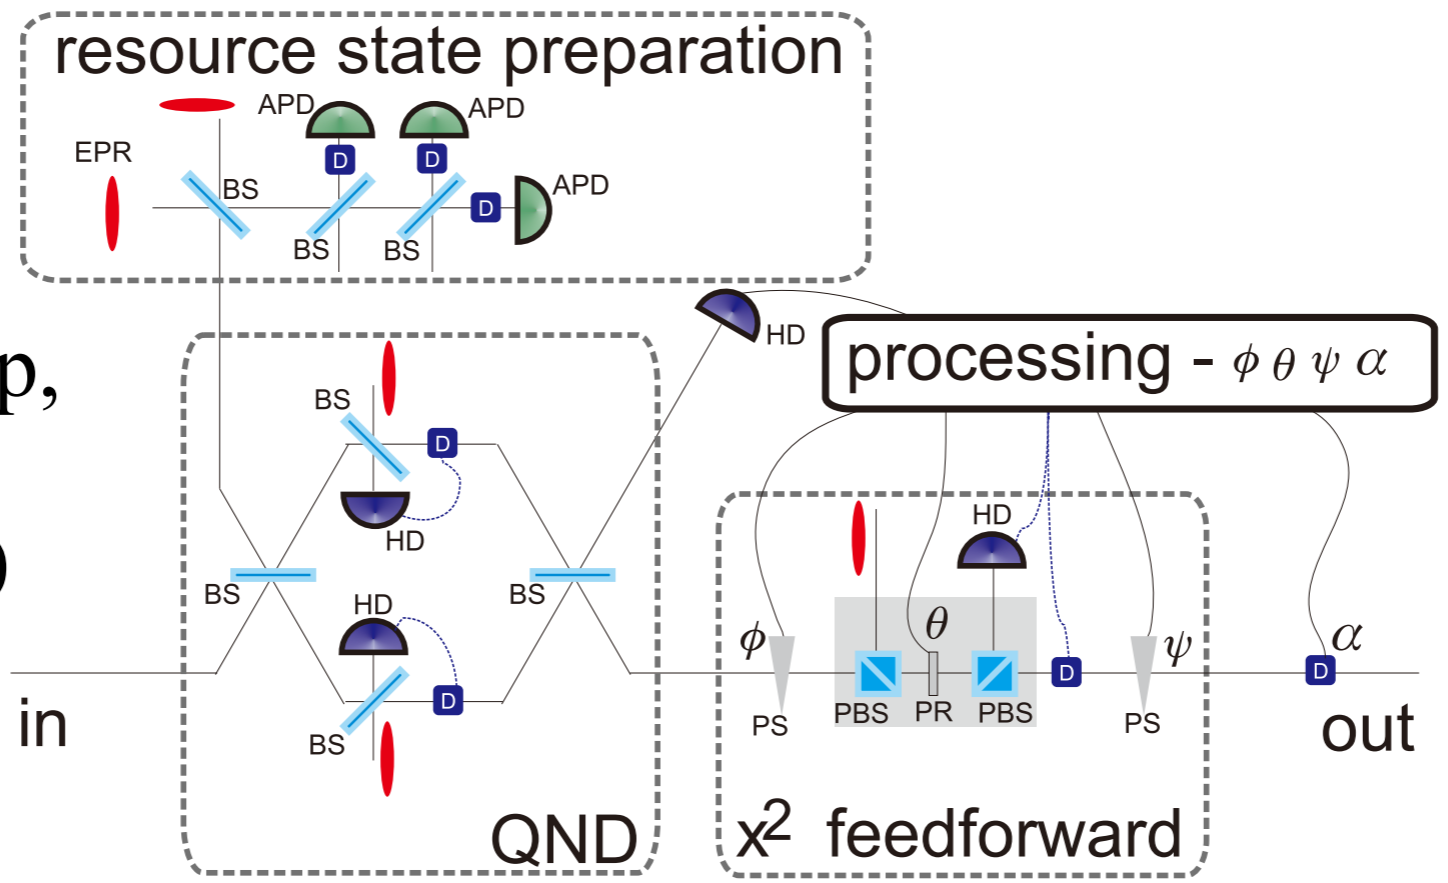 resource state preparation
APD
APD
EPR
BS
D
D
APD
D
BS
BS
HD
p,
processing - ϕ θ ψ α
BS
D
HD
HD
)
BS
BS
HD
ϕ
θ
ψ
α
D
D
D
BS
PS
PBS
PR
PBS
PS
in
out
QND
x² feedforward